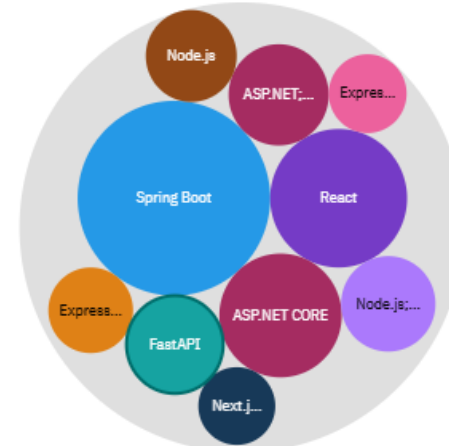 Node.js
ASP.NET;...
Expres...
Spring Boot
React
Express...
FastAPI
ASP.NET CORE
Node.js;...
Next.j...